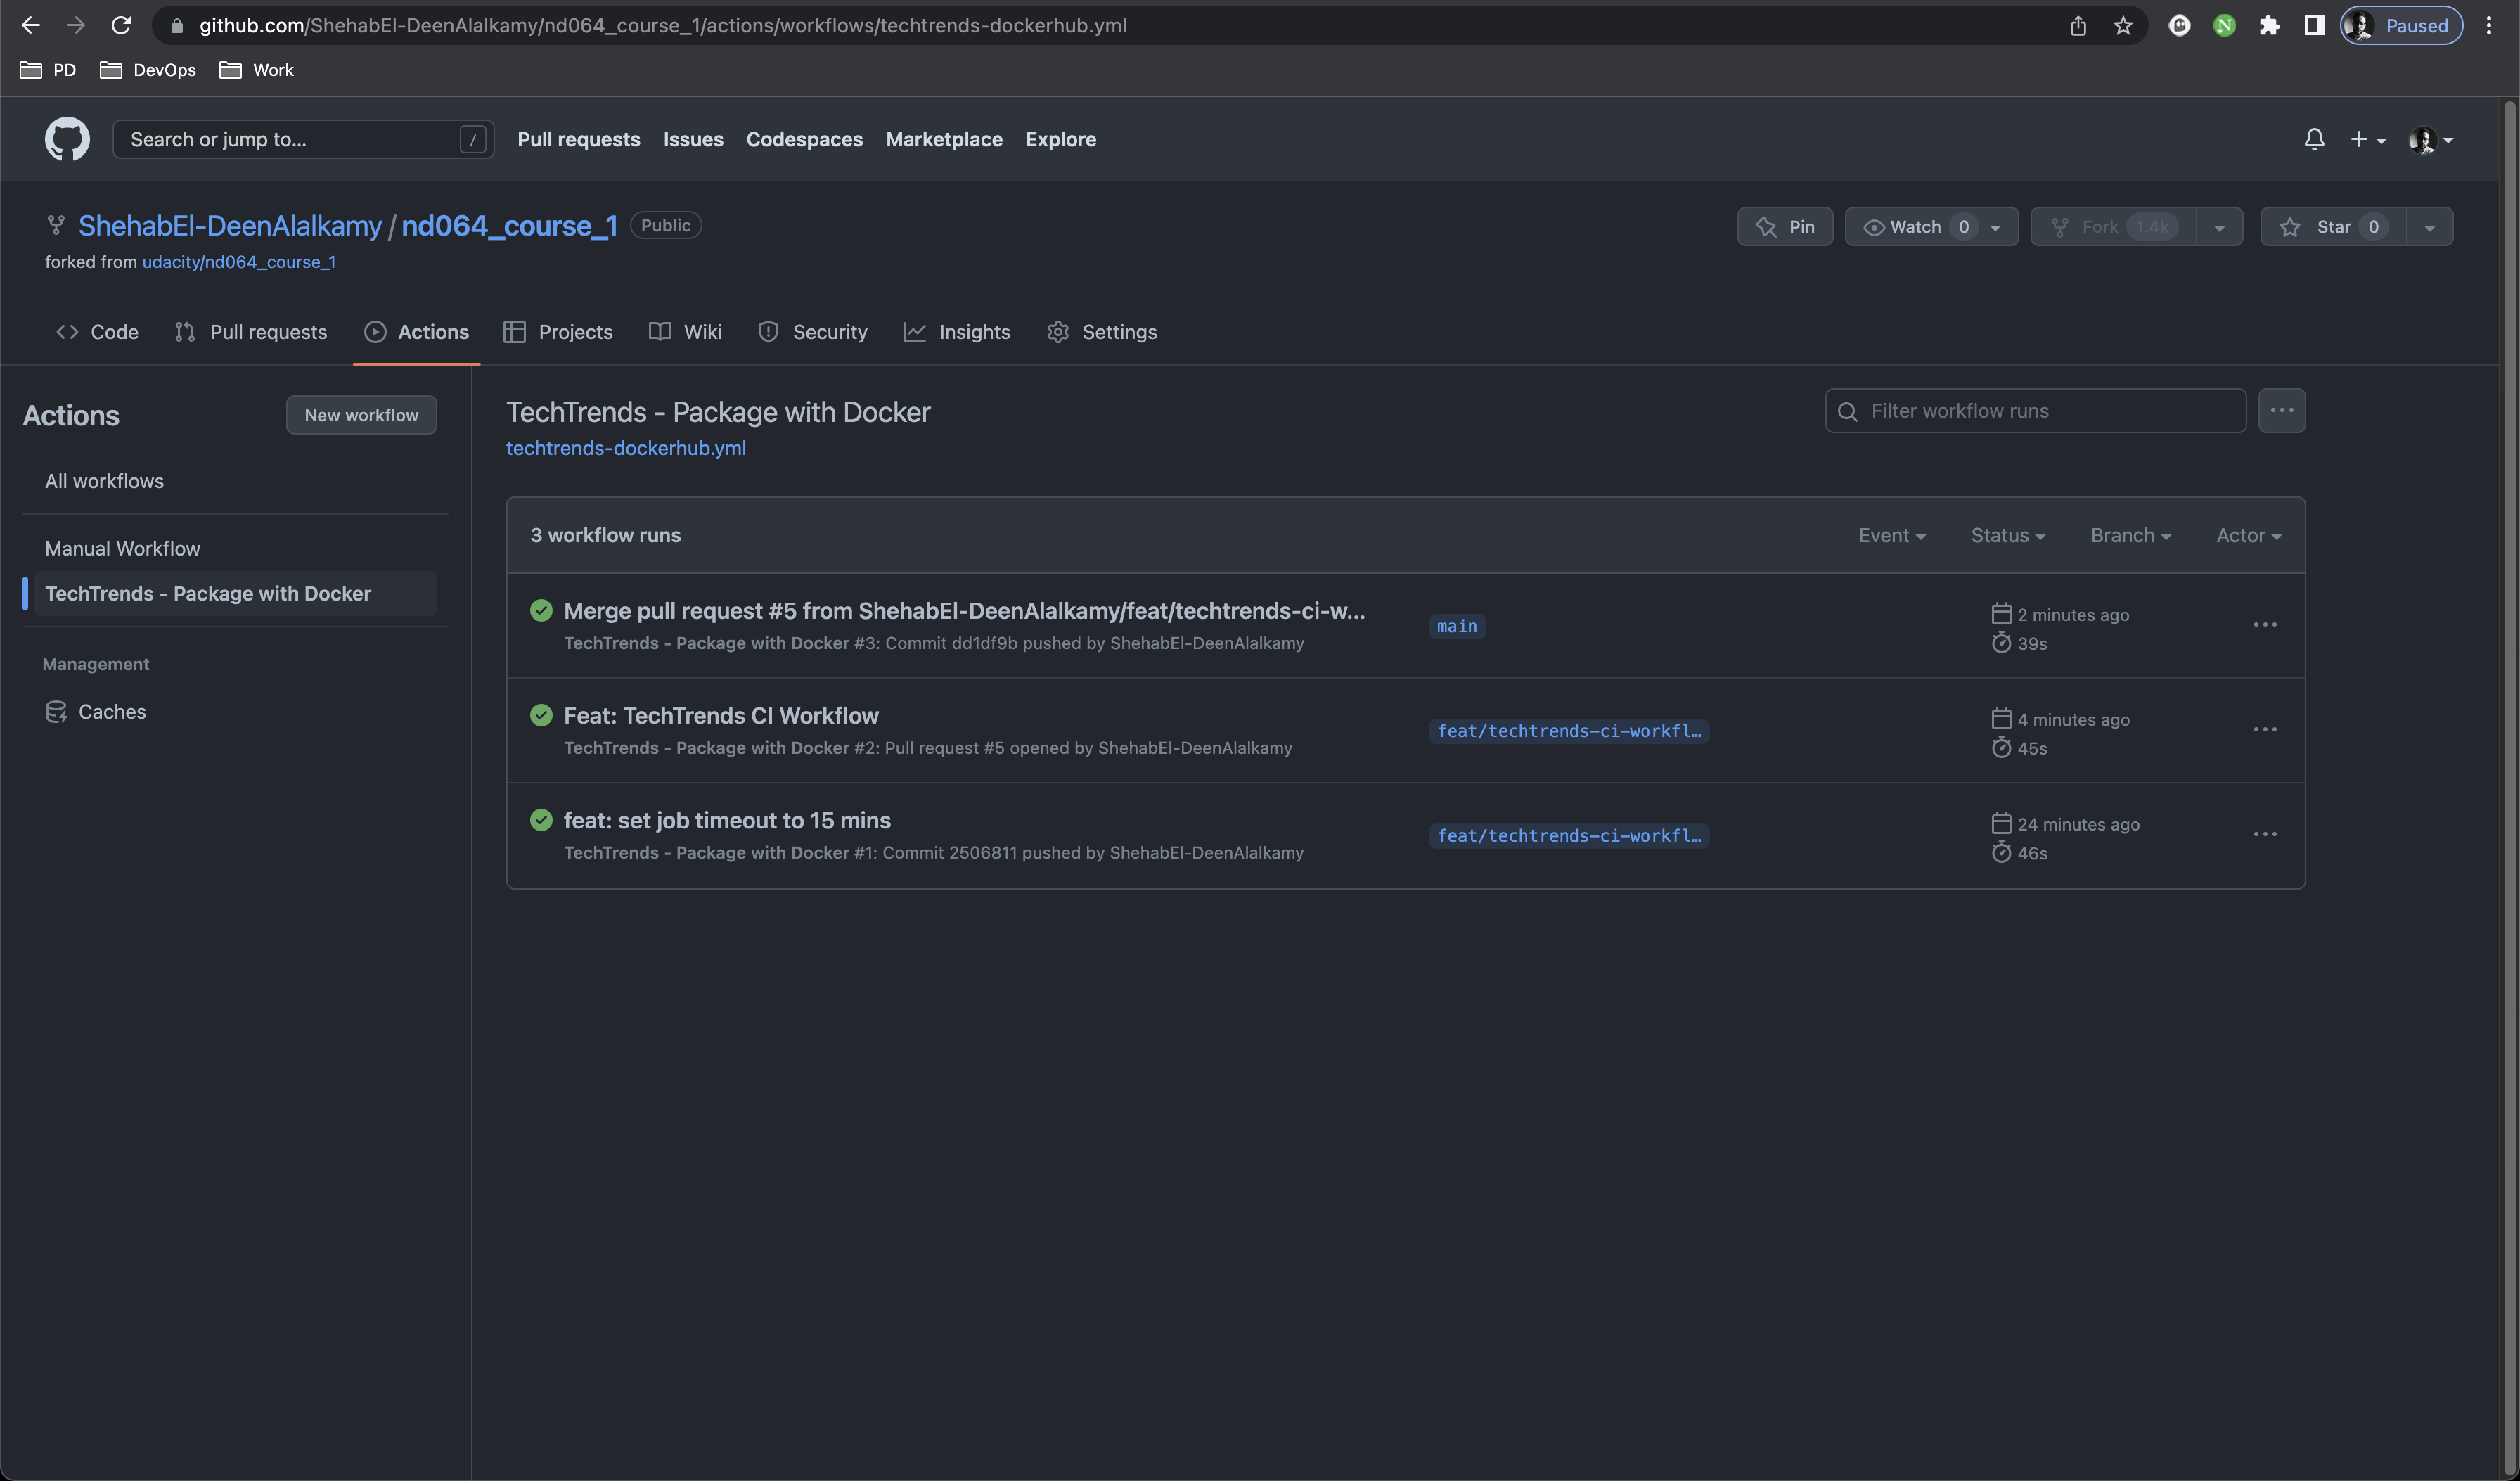 github.com/ShehabEl-DeenAlalkamy/nd064_course_1/actions/workflows/techtrends-dockerhub.yml
N
Paused
PD DevOps Work
Search or jump to... /
Pull requests Issues Codespaces Marketplace Explore
ShehabEl-DeenAlalkamy / nd064_course_1 Public
Pin Watch 0 Fork 1.4k Star 0
forked from udacity/nd064_course_1
Code Pull requests Actions Projects Wiki Security Insights Settings
Actions
New workflow
All workflows
Manual Workflow
TechTrends - Package with Docker
Management
Caches
TechTrends - Package with Docker
techtrends-dockerhub.yml
Filter workflow runs
3 workflow runs
Event Status Branch Actor
Merge pull request #5 from ShehabEl-DeenAlalkamy/feat/techtrends-ci-w...
TechTrends - Package with Docker #3: Commit dd1df9b pushed by ShehabEl-DeenAlalkamy
main
2 minutes ago
39s
Feat: TechTrends CI Workflow
TechTrends - Package with Docker #2: Pull request #5 opened by ShehabEl-DeenAlalkamy
feat/techtrends-ci-workfl…
4 minutes ago
45s
feat: set job timeout to 15 mins
TechTrends - Package with Docker #1: Commit 2506811 pushed by ShehabEl-DeenAlalkamy
feat/techtrends-ci-workfl…
24 minutes ago
46s